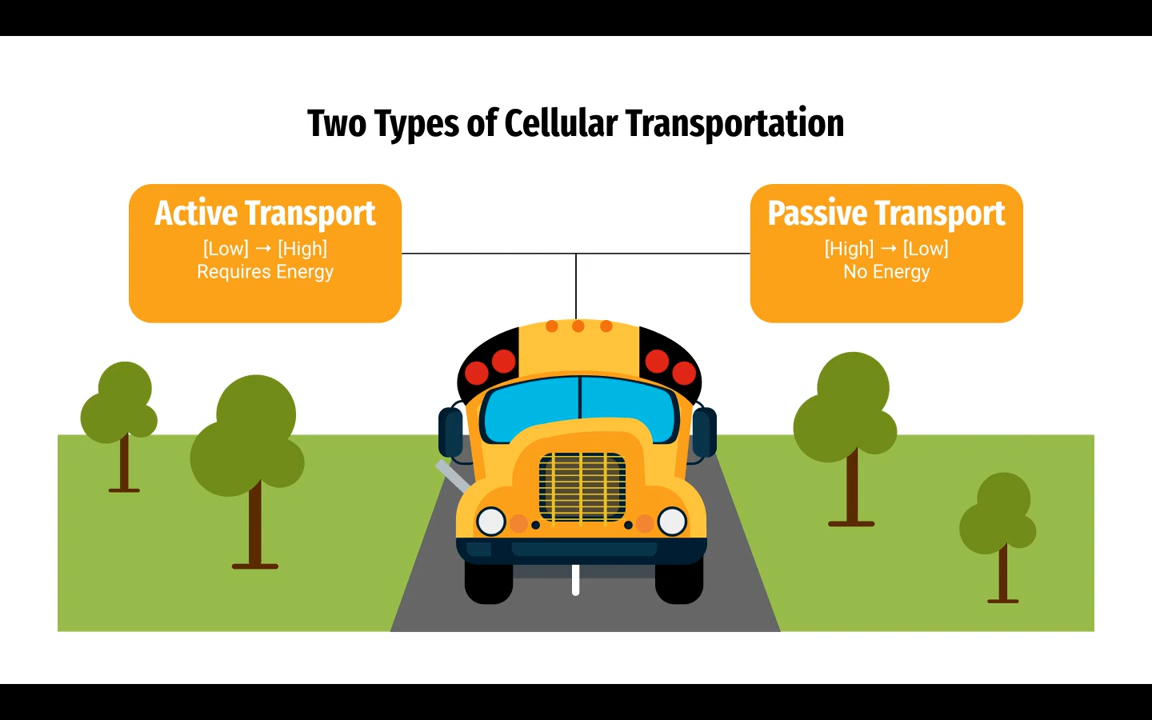 Two Types of Cellular Transportation
Active Transport
[Low] → [High]
Requires Energy
Passive Transport
[High] → [Low]
No Energy